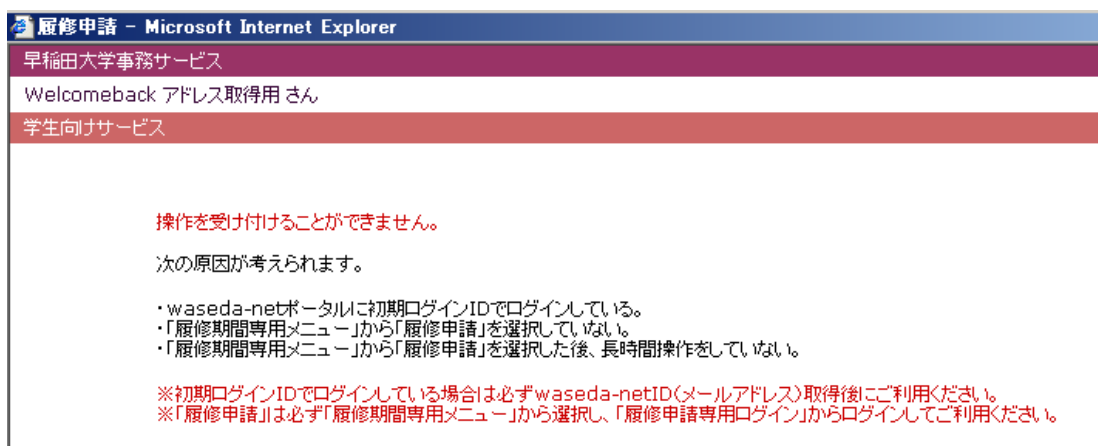 履修申請 - Microsoft Internet Explorer
早稲田大学事務サービス
Welcomeback アドレス取得用 さん
学生向けサービス
操作を受け付けることができません。
次の原因が考えられます。
・waseda-netポータルに初期ログインIDでログインしている。
・「履修期間専用メニュー」から「履修申請」を選択していない。
・「履修期間専用メニュー」から「履修申請」を選択した後、長時間操作をしていない。
※初期ログインIDでログインしている場合は必ずwaseda-netID(メールアドレス)取得後にご利用ください。
※「履修申請」は必ず「履修期間専用メニュー」から選択し、「履修申請専用ログイン」からログインしてご利用ください。